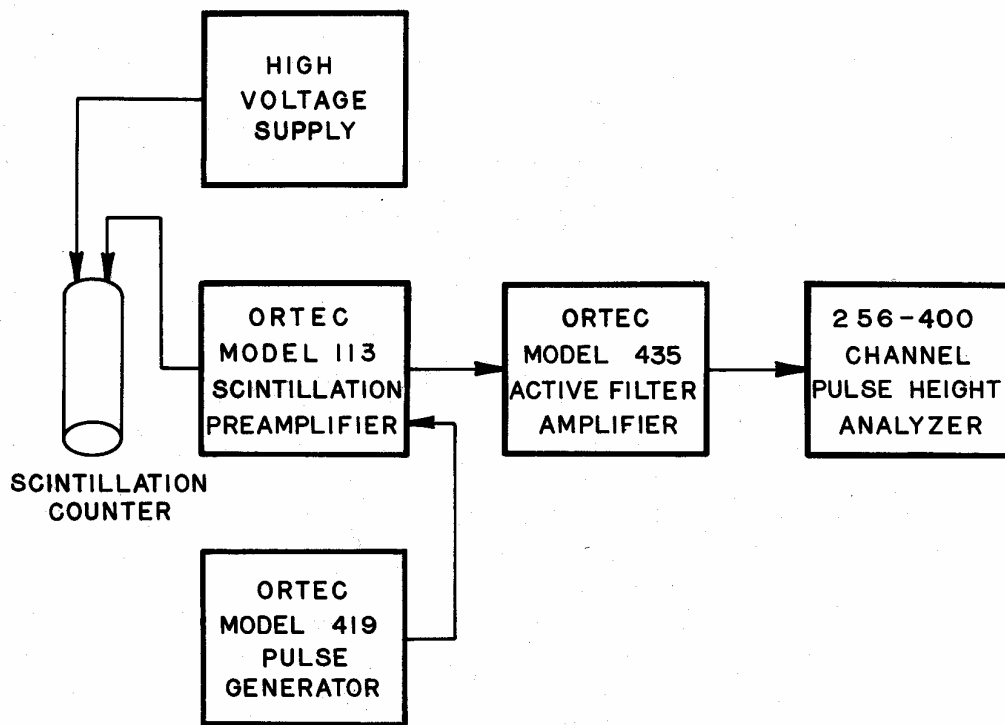 HIGH
VOLTAGE
SUPPLY
ORTEC
MODEL 113
SCINTILLATION
PREAMPLIFIER
ORTEC
MODEL 435
ACTIVE FILTER
AMPLIFIER
256-400
CHANNEL
PULSE HEIGHT
ANALYZER
SCINTILLATION
COUNTER
ORTEC
MODEL 419
PULSE
GENERATOR